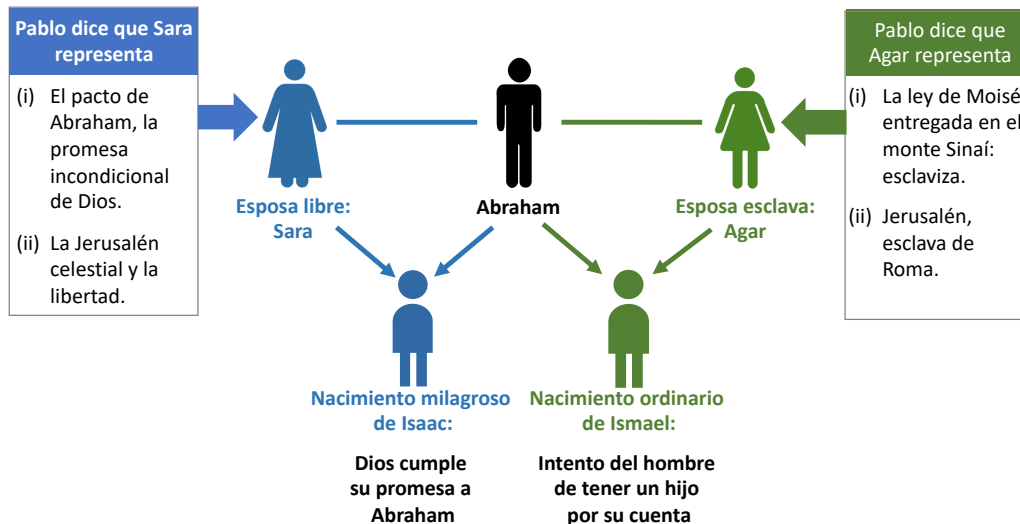 Pablo dice que Sara
representa
(i) El pacto de
Abraham, la
promesa
incondicional
de Dios.
(ii) La Jerusalén
celestial y la
libertad.
Esposa libre:
Sara
Abraham
Esposa esclava:
Agar
Pablo dice que
Agar representa
(i) La ley de Moisé
entregada en el
monte Sinaí:
esclaviza.
(ii) Jerusalén,
esclava de
Roma.
Nacimiento milagroso
de Isaac:
Dios cumple
su promesa a
Abraham
Nacimiento ordinario
de Ismael:
Intento del hombre
de tener un hijo
por su cuenta